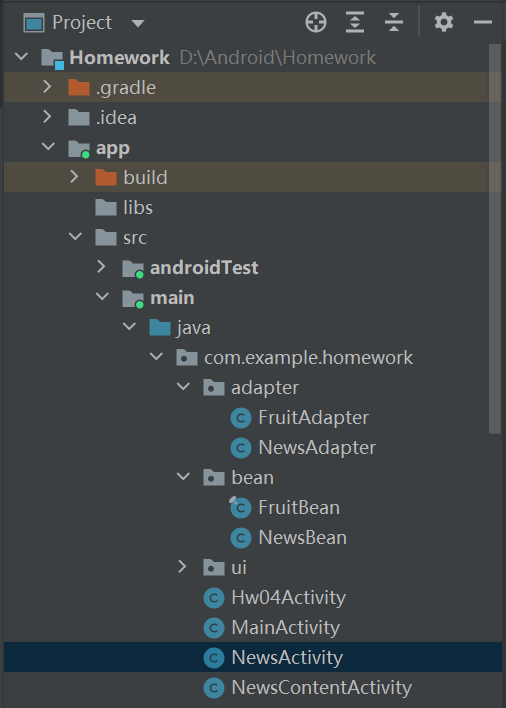 Project
Homework D:\Android\Homework
.gradle
.idea
app
build
libs
src
androidTest
main
java
com.example.homework
adapter
C FruitAdapter
C NewsAdapter
bean
C FruitBean
C NewsBean
ui
C Hw04Activity
C MainActivity
C NewsActivity
C NewsContentActivity